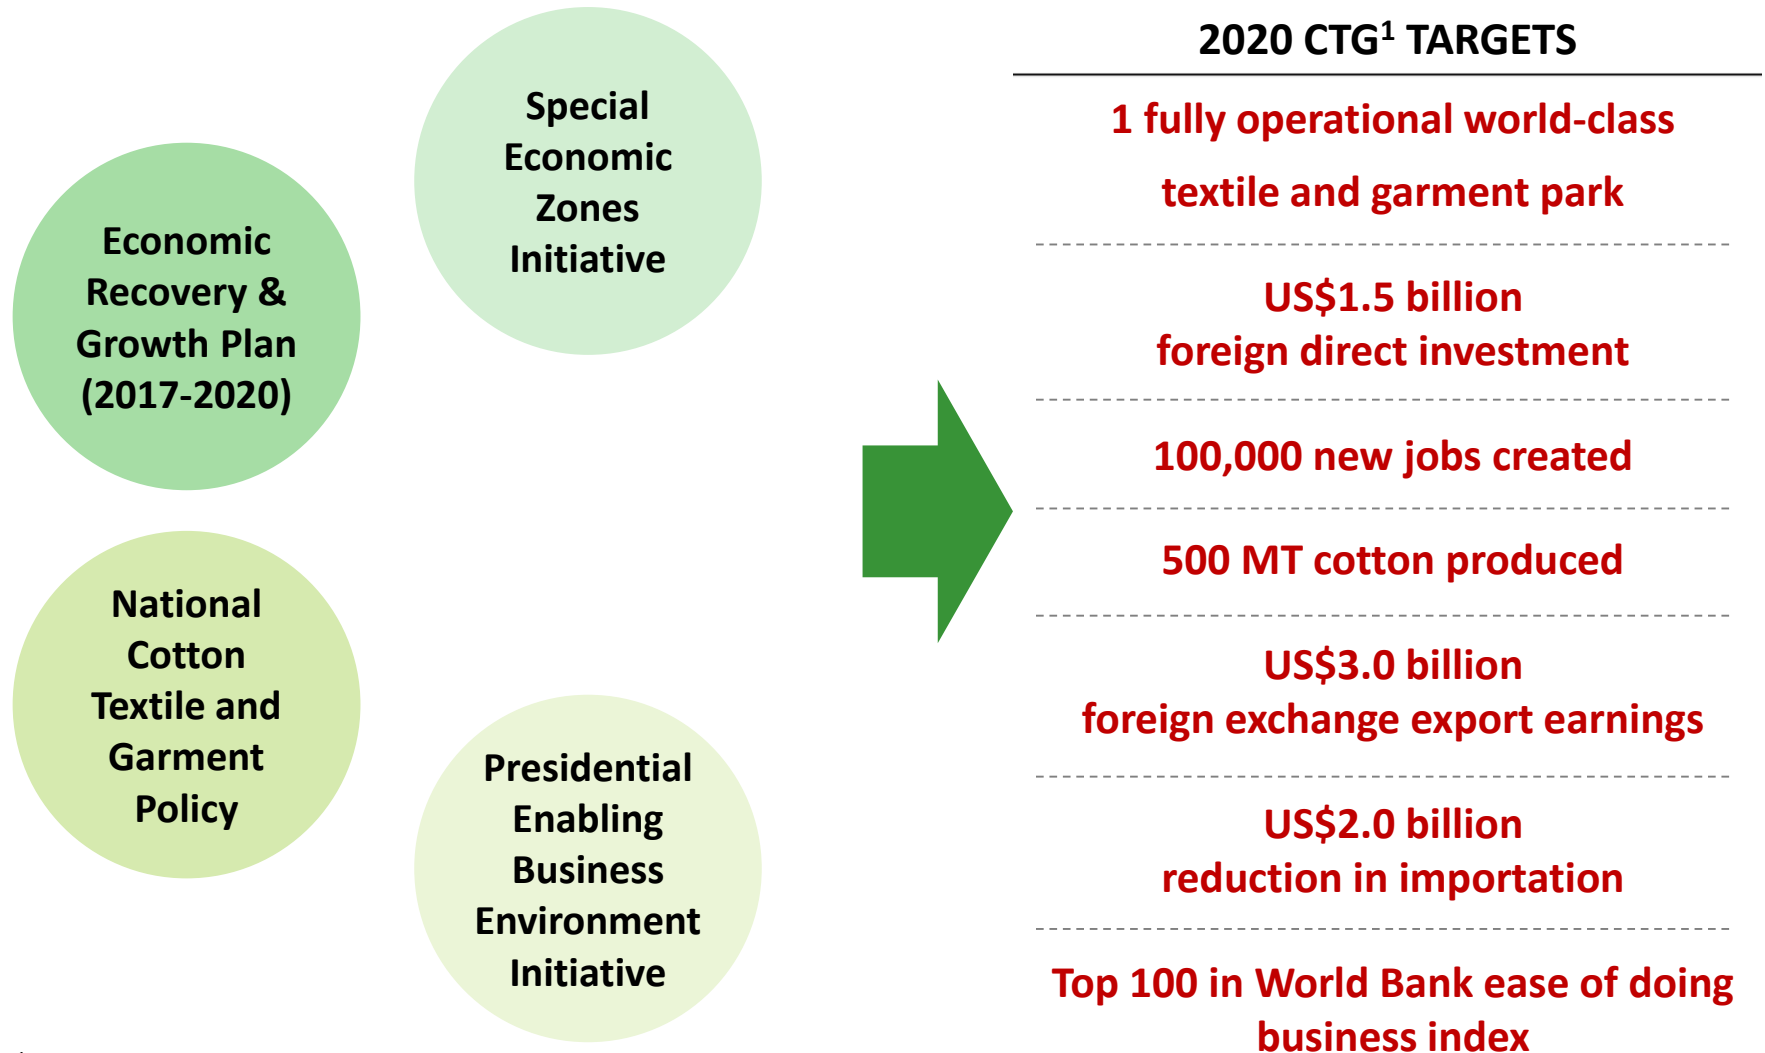 Economic
Recovery &
Growth Plan
(2017-2020)
Special
Economic
Zones
Initiative
National
Cotton
Textile and
Garment
Policy
Presidential
Enabling
Business
Environment
Initiative
2020 CTG¹ TARGETS
1 fully operational world-class
textile and garment park
US$1.5 billion
foreign direct investment
100,000 new jobs created
500 MT cotton produced
US$3.0 billion
foreign exchange export earnings
US$2.0 billion
reduction in importation
Top 100 in World Bank ease of doing
business index